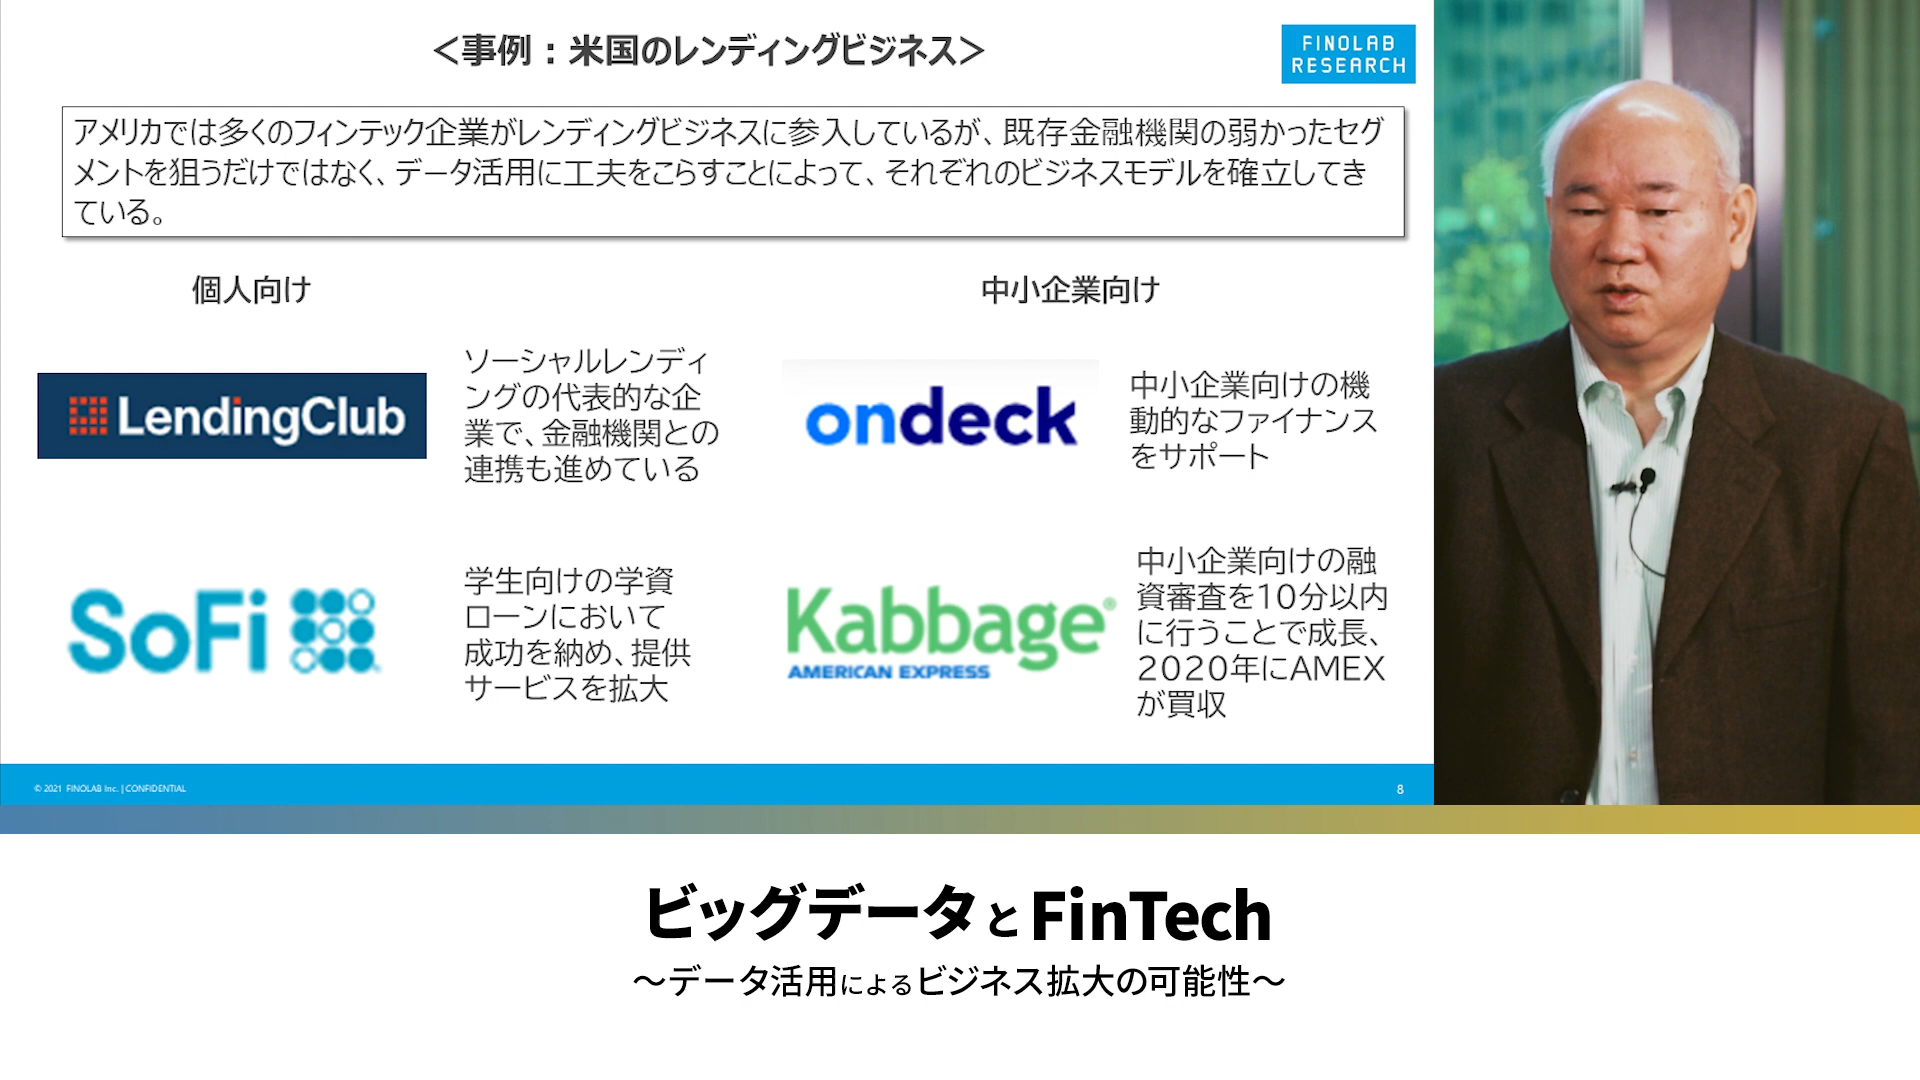 ＜事例：米国のレンディングビジネス＞
FINOLAB
RESEARCH
アメリカでは多くのフィンテック企業がレンディングビジネスに参入しているが、既存金融機関の弱かったセグ
メントを狙うだけではなく、データ活用に工夫をこらすことによって、それぞれのビジネスモデルを確立してき
ている。
個人向け
LendingClub
ソーシャルレンディ
ングの代表的な企
業で、金融機関との
連携も進めている
SoFi
学生向けの学資
ローンにおいて
成功を納め、提供
サービスを拡大
中小企業向け
ondeck
中小企業向けの機
動的なファイナンス
をサポート
Kabbage®
AMERICAN EXPRESS
中小企業向けの融
資審査を10分以内
に行うことで成長、
2020年にAMEX
が買収
© 2021 FINOLAB Inc. | CONFIDENTIAL
8
ビッグデータとFinTech
～データ活用によるビジネス拡大の可能性～